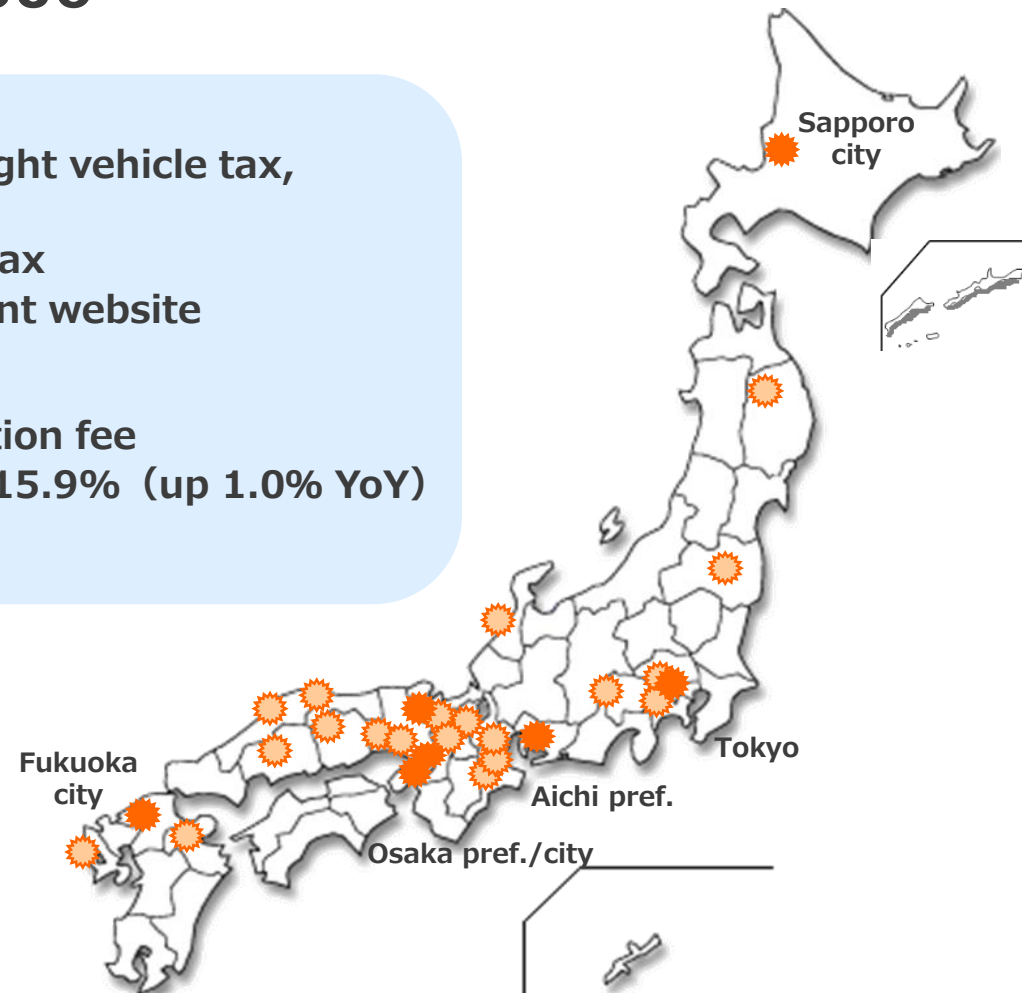 ght vehicle tax,
ax
nt website
tion fee
15.9%（up 1.0% YoY）
Sapporo
city
Tokyo
Aichi pref.
Osaka pref./city
Fukuoka
city